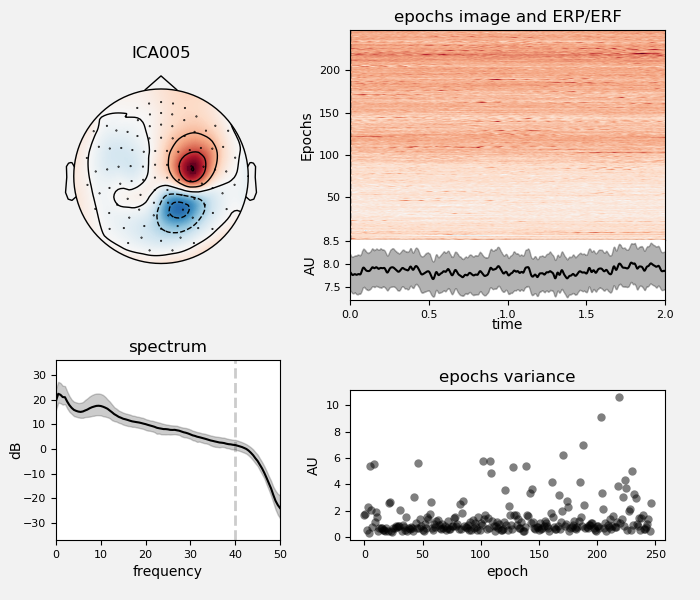 ICA005
epochs image and ERP/ERF
Epochs
200
150
100
50
8.5
8.0
7.5
AU
0.0 0.5 1.0 1.5 2.0
time
spectrum
dB
30
20
10
0
−10
−20
−30
0 10 20 30 40 50
frequency
epochs variance
AU
10
8
6
4
2
0
0 50 100 150 200 250
epoch